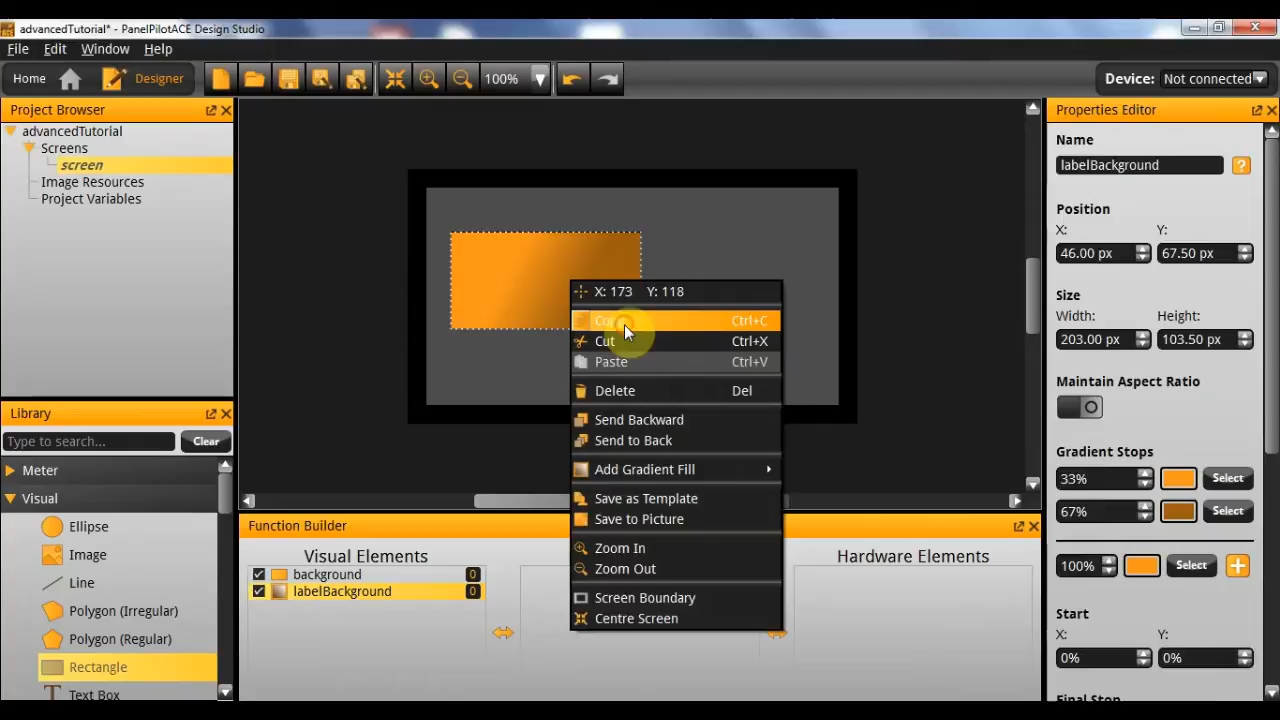 advancedTutorial* - PanelPilotACE Design Studio
File Edit Window Help
Home Designer 100% Device: Not connected
Project Browser
advancedTutorial
Screens
screen
Image Resources
Project Variables
Library
Type to search... Clear
Meter
Visual
Ellipse
Image
Line
Polygon (Irregular)
Polygon (Regular)
Rectangle
Text Box
X: 173 Y: 118
Ctrl+C
Cut Ctrl+X
Paste Ctrl+V
Delete Del
Send Backward
Send to Back
Add Gradient Fill
Save as Template
Save to Picture
Zoom In
Zoom Out
Screen Boundary
Centre Screen
Function Builder
Visual Elements
background 0
labelBackground 0
Hardware Elements
Properties Editor
Name
labelBackground ?
Position
X: Y:
46.00 px 67.50 px
Size
Width: Height:
203.00 px 103.50 px
Maintain Aspect Ratio
Gradient Stops
33% Select
67% Select
100% Select
Start
X: Y:
0% 0%
Final Stop